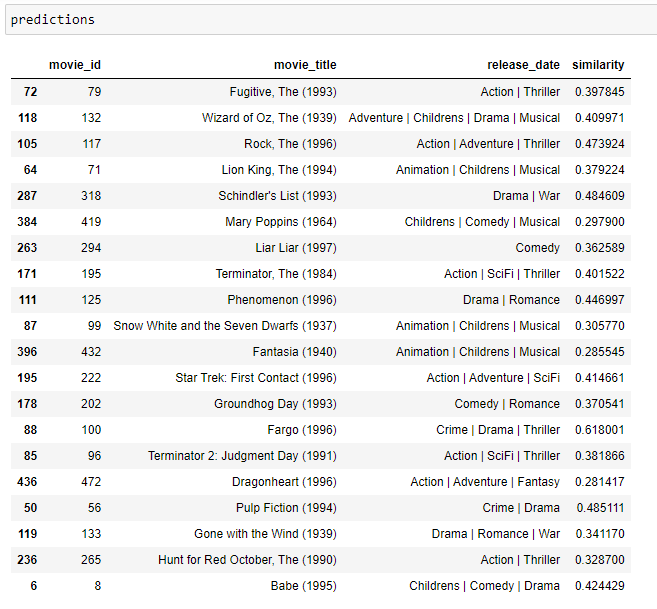 predictions
movie_id movie_title release_date similarity
72 79 Fugitive, The (1993) Action | Thriller 0.397845
118 132 Wizard of Oz, The (1939) Adventure | Childrens | Drama | Musical 0.409971
105 117 Rock, The (1996) Action | Adventure | Thriller 0.473924
64 71 Lion King, The (1994) Animation | Childrens | Musical 0.379224
287 318 Schindler's List (1993) Drama | War 0.484609
384 419 Mary Poppins (1964) Childrens | Comedy | Musical 0.297900
263 294 Liar Liar (1997) Comedy 0.362589
171 195 Terminator, The (1984) Action | SciFi | Thriller 0.401522
111 125 Phenomenon (1996) Drama | Romance 0.446997
87 99 Snow White and the Seven Dwarfs (1937) Animation | Childrens | Musical 0.305770
396 432 Fantasia (1940) Animation | Childrens | Musical 0.285545
195 222 Star Trek: First Contact (1996) Action | Adventure | SciFi 0.414661
178 202 Groundhog Day (1993) Comedy | Romance 0.370541
88 100 Fargo (1996) Crime | Drama | Thriller 0.618001
85 96 Terminator 2: Judgment Day (1991) Action | SciFi | Thriller 0.381866
436 472 Dragonheart (1996) Action | Adventure | Fantasy 0.281417
50 56 Pulp Fiction (1994) Crime | Drama 0.485111
119 133 Gone with the Wind (1939) Drama | Romance | War 0.341170
236 265 Hunt for Red October, The (1990) Action | Thriller 0.328700
6 8 Babe (1995) Childrens | Comedy | Drama 0.424429